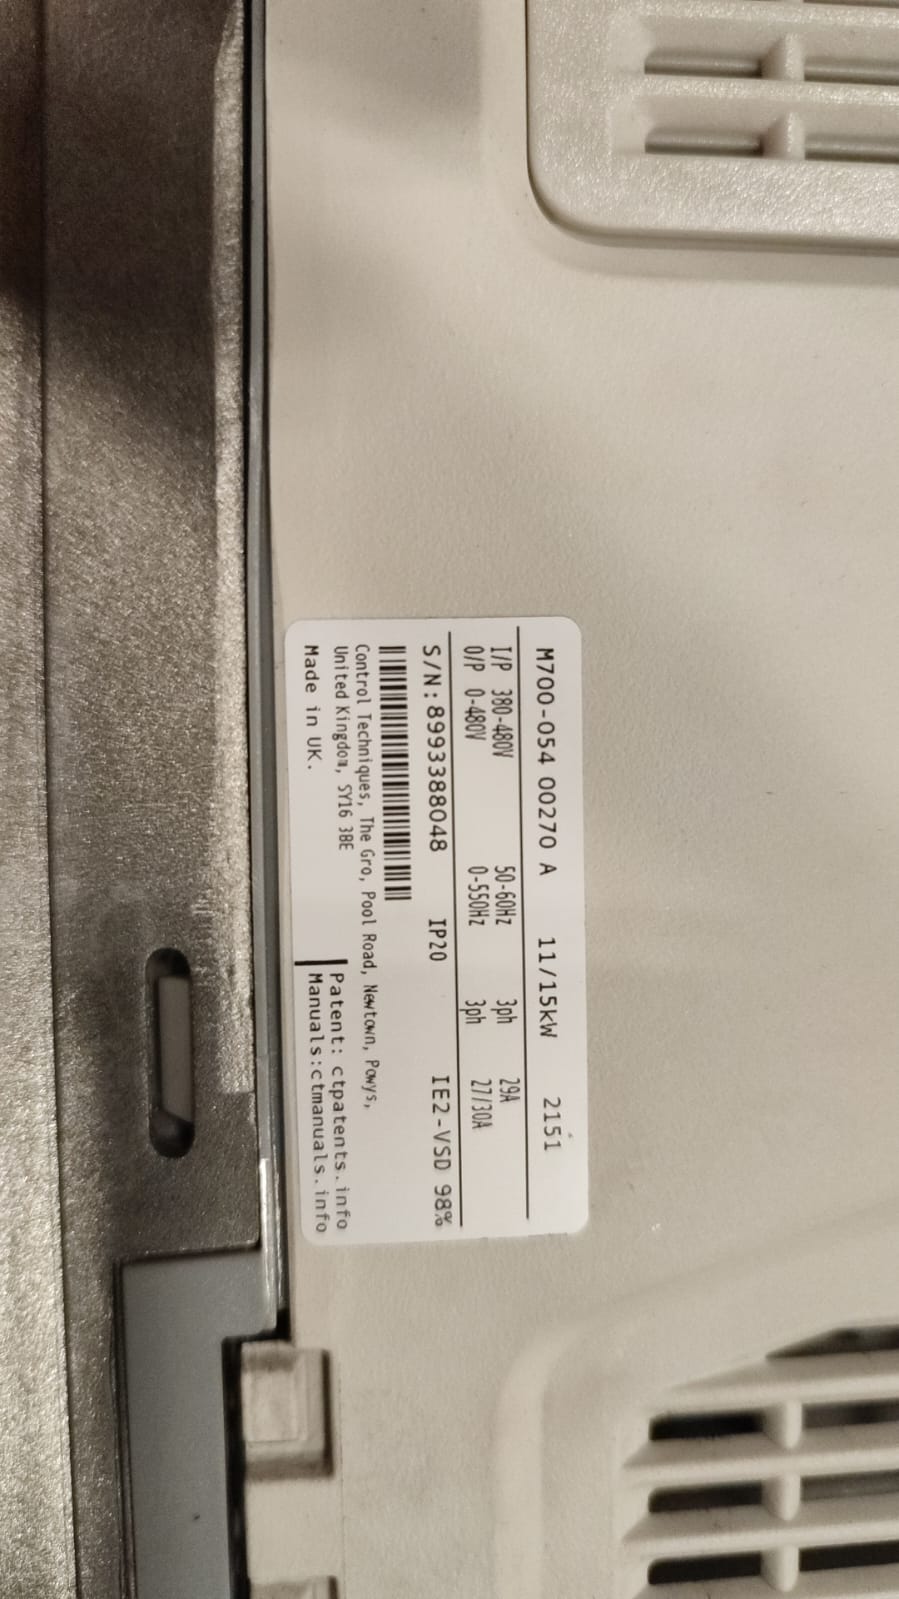 M700-054 00270 A 11/15kW 2151
I/P 380-480V 50-60Hz 3ph 29A
O/P 0-480V 0-550Hz 3ph 27/30A
S/N:8993388048 IP20 IE2-VSD 98%
Control Techniques, The Gro, Pool Road, Newtown, Powys,
United Kingdom, SY16 3BE
Made in UK.
Patent: ctpatents.info
Manuals:ctmanuals.info